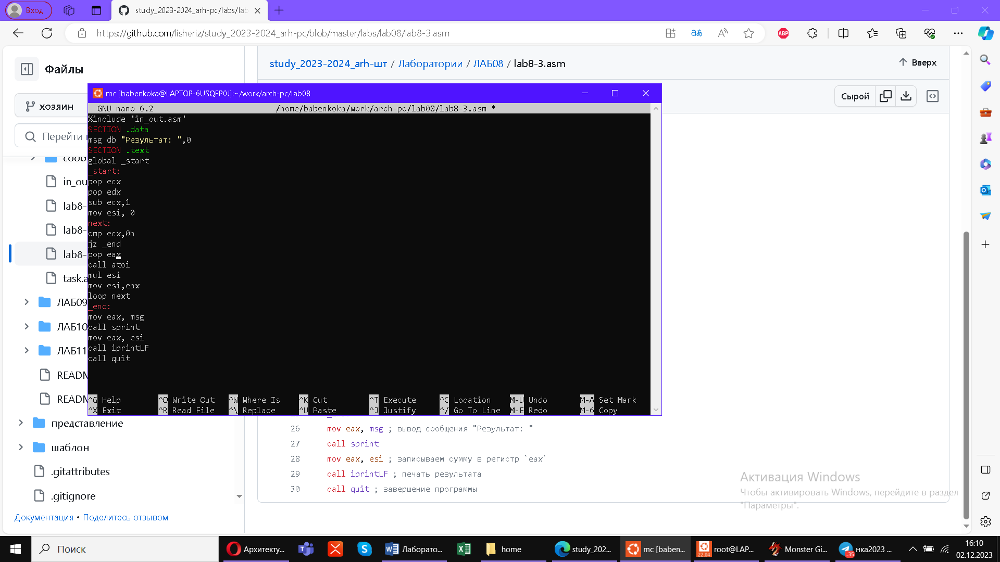 Вход
study_2023-2024_arh-pc/labs/lab
https://github.com/lisheriz/study_2023-2024_arh-pc/blob/master/labs/lab08/lab8-3.asm
Файлы
хозяин
Перейти
in_ou
lab8-
lab8-
lab8-
task.a
ЛАБ09
ЛАБ10
ЛАБ11
READM
READM
представление
шаблон
.gitattributes
.gitignore
Документация • Поделитесь отзывом
study_2023-2024_arh-шт / Лаборатории / ЛАБ08 / lab8-3.asm
Вверх
Сырой
mc [babenkoka@LAPTOP-6USQFP0J]:~/work/arch-pc/lab08
GNU nano 6.2 /home/babenkoka/work/arch-pc/lab08/lab8-3.asm *
%include 'in_out.asm'
SECTION .data
msg db "Результат: ",0
SECTION .text
global _start
_start:
pop ecx
pop edx
sub ecx,1
mov esi, 0
next:
cmp ecx,0h
jz _end
pop eax
call atoi
mul esi
mov esi,eax
loop next
_end:
mov eax, msg
call sprint
mov eax, esi
call iprintLF
call quit
^G Help ^O Write Out ^W Where Is ^K Cut ^T Execute ^C Location M-U Undo M-A Set Mark
^X Exit ^R Read File ^\ Replace ^U Paste ^J Justify ^/ Go To Line M-E Redo M-6 Copy
26 mov eax, msg ; вывод сообщения "Результат: "
27 call sprint
28 mov eax, esi ; записываем сумму в регистр `eax`
29 call iprintLF ; печать результата
30 call quit ; завершение программы
Активация Windows
Чтобы активировать Windows, перейдите в раздел
"Параметры".
ABP
Поиск
Архитекту...
Лаборато...
home
study_202...
mc [baben...
root@LAP...
Monster Gi...
нка2023 ...
16:10
02.12.2023